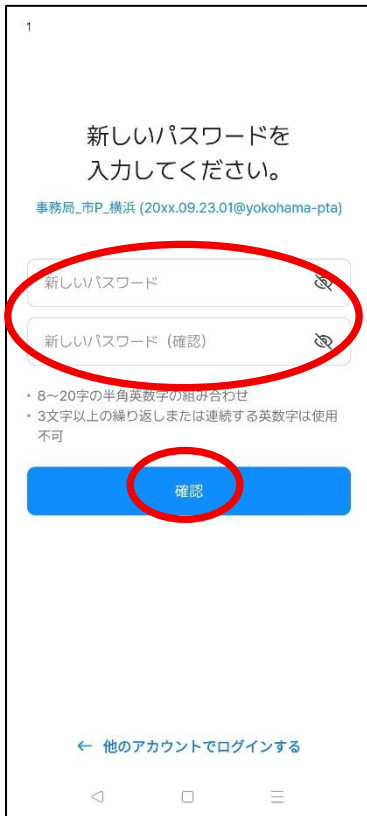 1
新しいパスワードを
入力してください。
事務局_市P_横浜 (20xx.09.23.01@yokohama-pta)
新しいパスワード
新しいパスワード（確認）
• 8〜20字の半角英数字の組み合わせ
• 3文字以上の繰り返しまたは連続する英数字は使用
不可
確認
← 他のアカウントでログインする